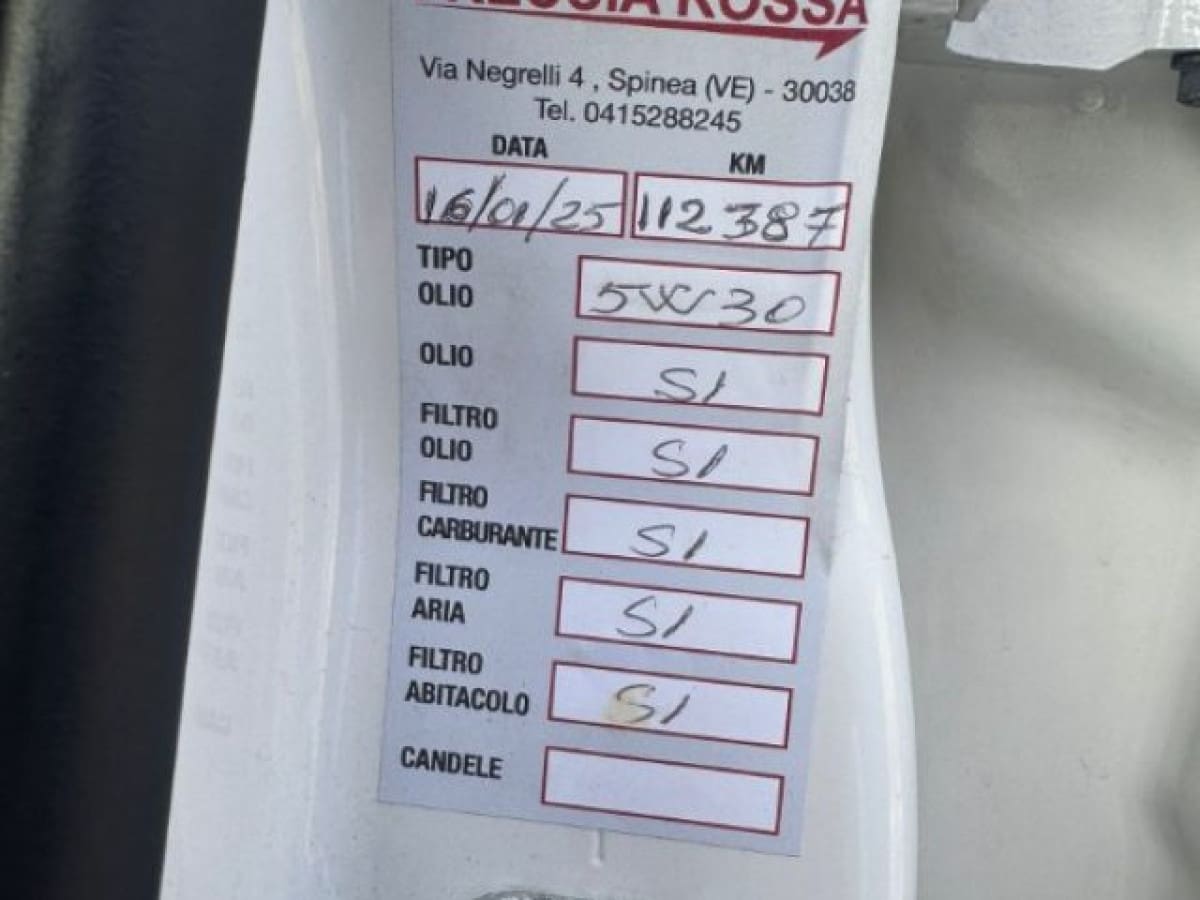 ROSSA
Via Negrelli 4 , Spinea (VE) - 30038
Tel. 0415288245
DATA KM
16/01/25 112387
TIPO
OLIO 5W30
OLIO SI
FILTRO
OLIO SI
FILTRO
CARBURANTE SI
FILTRO
ARIA SI
FILTRO
ABITACOLO SI
CANDELE